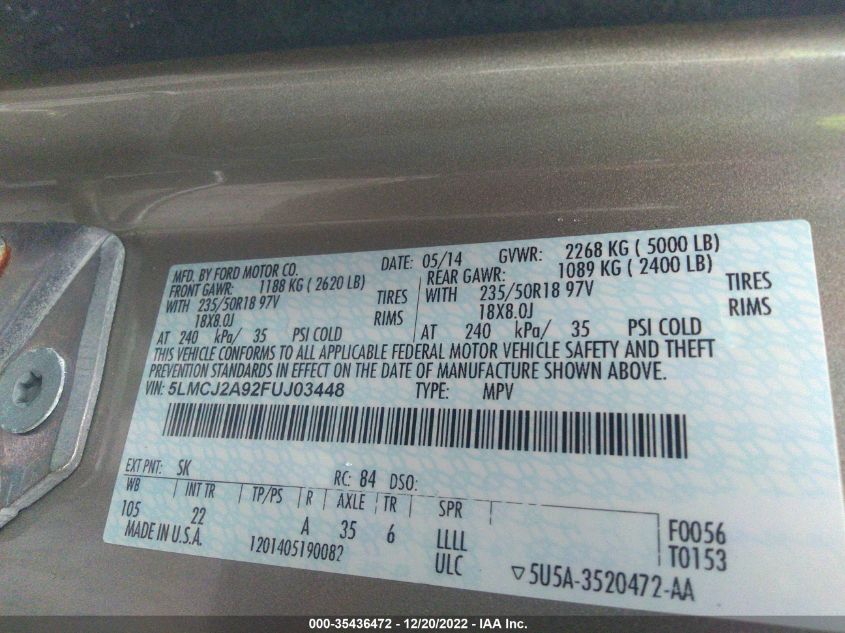 MFD. BY FORD MOTOR CO.
DATE: 05/14 GVWR: 2268 KG ( 5000 LB)
FRONT GAWR: 1188 KG ( 2620 LB)
REAR GAWR: 1089 KG ( 2400 LB)
WITH 235/50R18 97V TIRES
WITH 235/50R18 97V TIRES
18X8.0J RIMS
18X8.0J RIMS
AT 240 kPa/ 35 PSI COLD
AT 240 kPa/ 35 PSI COLD
THIS VEHICLE CONFORMS TO ALL APPLICABLE FEDERAL MOTOR VEHICLE SAFETY AND THEFT
PREVENTION STANDARDS IN EFFECT ON THE DATE OF MANUFACTURE SHOWN ABOVE.
VIN: 5LMCJ2A92FUJ03448 TYPE: MPV
EXT PNT: SK RC: 84 DSO:
WB INT TR TP/PS R AXLE TR SPR
105 22 A 35 6 LLLL
F0056
MADE IN U.S.A. 1201405190082 ULC
T0153
▽5U5A-3520472-AA
000-35436472 - 12/20/2022 - IAA Inc.